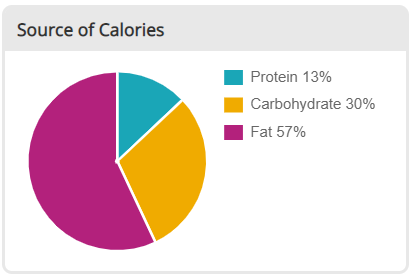 Source of Calories
Protein 13%
Carbohydrate 30%
Fat 57%